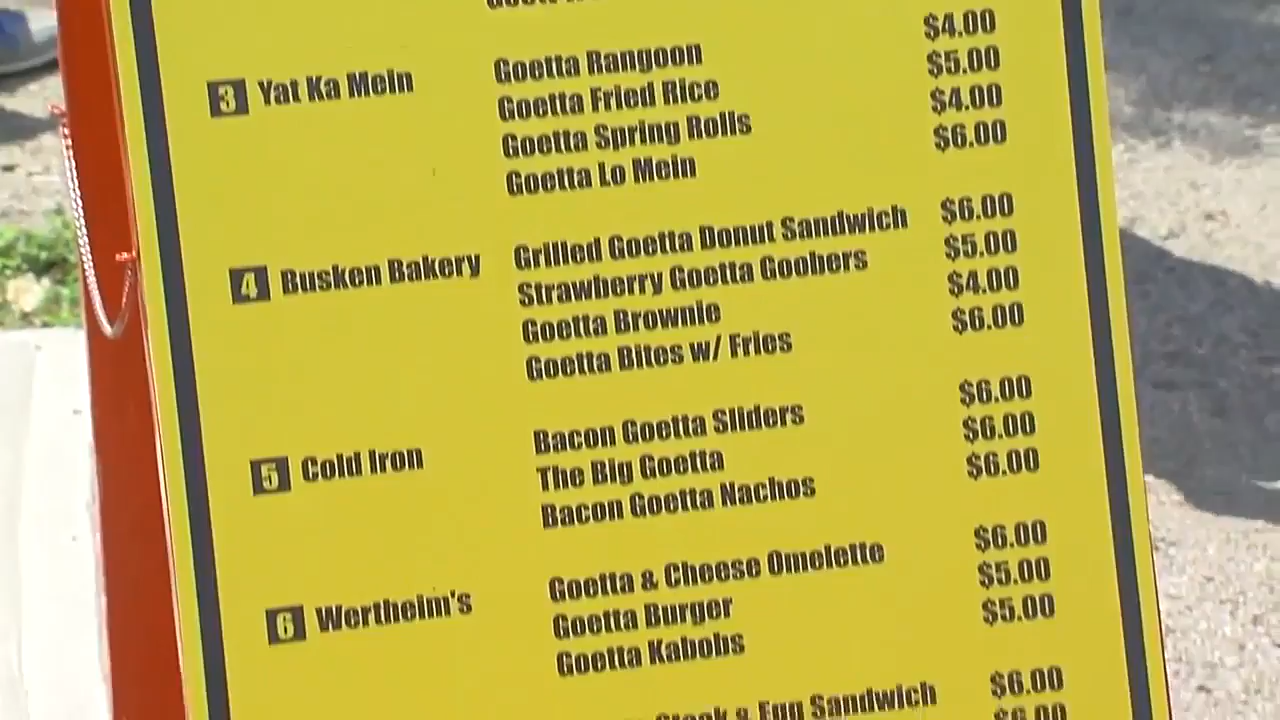 3 Yat Ka Mein Goetta Rangoon $4.00
Goetta Fried Rice $5.00
Goetta Spring Rolls $4.00
Goetta Lo Mein $6.00
4 Busken Bakery Grilled Goetta Donut Sandwich $6.00
Strawberry Goetta Goobers $5.00
Goetta Brownie $4.00
Goetta Bites w/ Fries $6.00
5 Cold Iron Bacon Goetta Sliders $6.00
The Big Goetta $6.00
Bacon Goetta Nachos $6.00
6 Wertheim's Goetta & Cheese Omelette $6.00
Goetta Burger $5.00
Goetta Kabobs $5.00
Steak & Egg Sandwich $6.00
$6.00